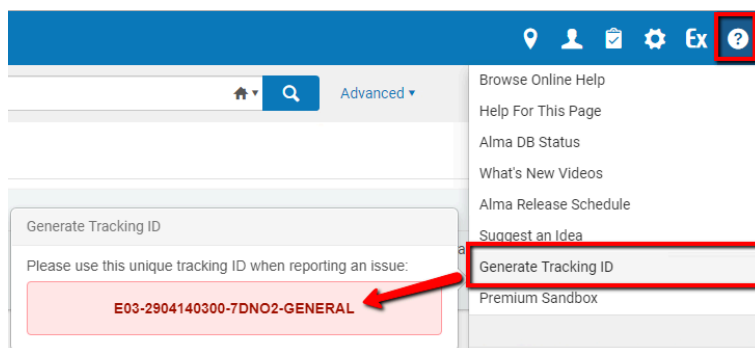 Ex
?
Advanced
Browse Online Help
Help For This Page
Alma DB Status
What's New Videos
Alma Release Schedule
Suggest an Idea
Generate Tracking ID
Premium Sandbox
Generate Tracking ID
Please use this unique tracking ID when reporting an issue:
E03-2904140300-7DNO2-GENERAL